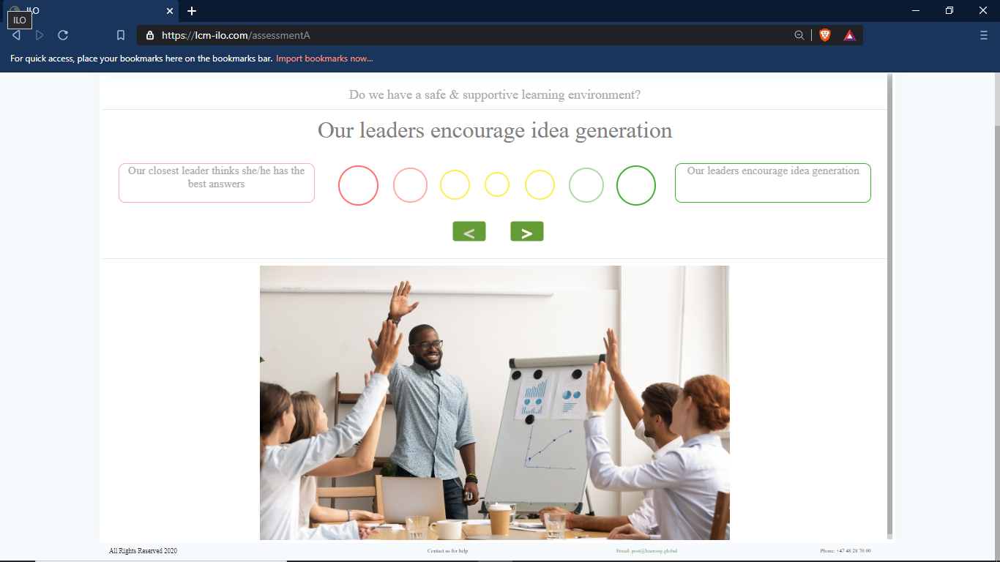 ILO
ILO
https://lcm-ilo.com/assessmentA
For quick access, place your bookmarks here on the bookmarks bar. Import bookmarks now...
Do we have a safe & supportive learning environment?
Our leaders encourage idea generation
Our closest leader thinks she/he has the
best answers
Our leaders encourage idea generation
< >
All Rights Reserved 2020 Contact us for help Email: post@learnorg.global Phone: +47 48 28 70 00